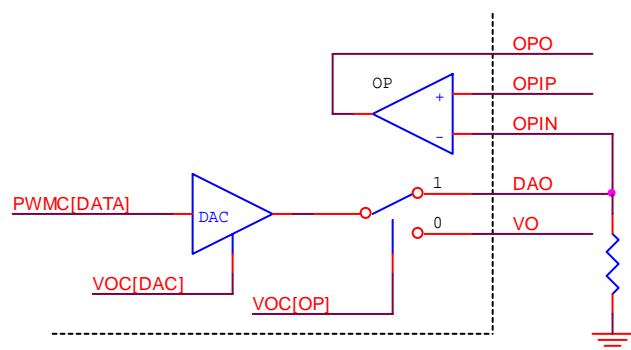 OPO
OP
OPIP
+
OPIN
-
1
DAO
PWMC[DATA]
DAC
0
VO
VOC[DAC]
VOC[OP]